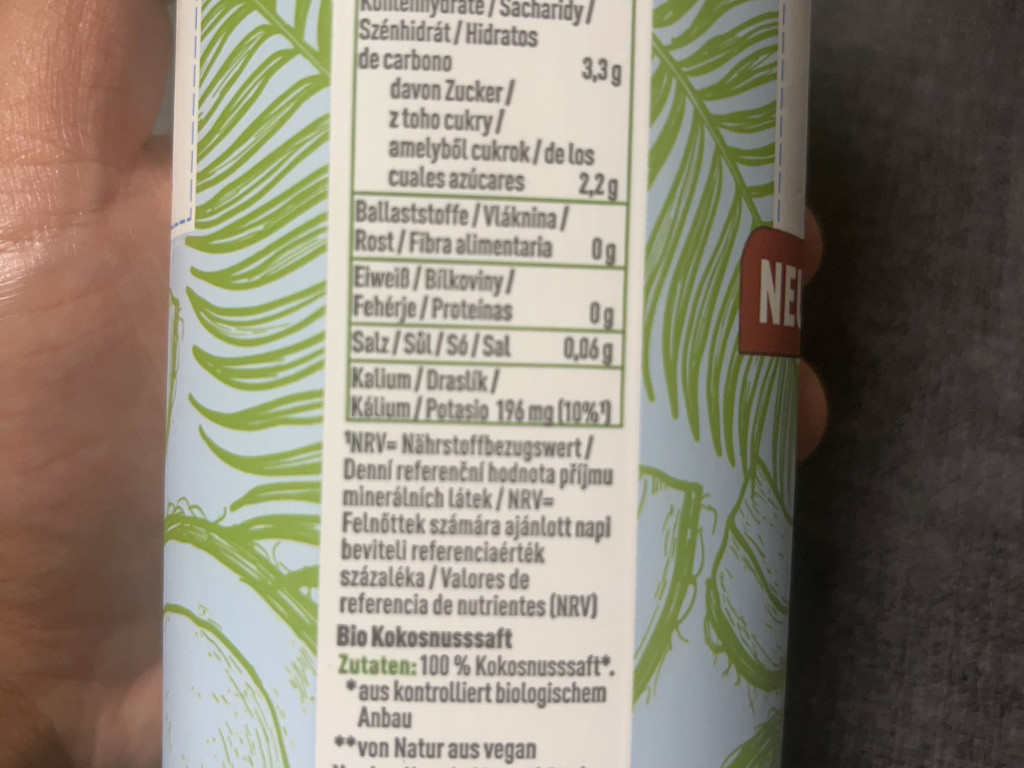 Kohlenhydrate / Sacharidy /
Szénhidrát / Hidratos
de carbono 3,3 g
davon Zucker /
z toho cukry /
amelyből cukrok / de los
cuales azúcares 2,2 g
Ballaststoffe / Vláknina /
Rost / Fibra alimentaria 0 g
Eiweiß / Bílkoviny /
Fehérje / Proteínas 0 g
Salz / Sůl / Só / Sal 0,06 g
Kalium / Draslík /
Kálium / Potasio 196 mg (10%¹)
¹NRV= Nährstoffbezugswert /
Denní referenční hodnota příjmu
minerálních látek / NRV=
Felnőttek számára ajánlott napi
beviteli referenciaérték
százaléka / Valores de
referencia de nutrientes (NRV)
Bio Kokosnusssaft
Zutaten: 100 % Kokosnusssaft*.
*aus kontrolliert biologischem
Anbau
**von Natur aus vegan
NEU